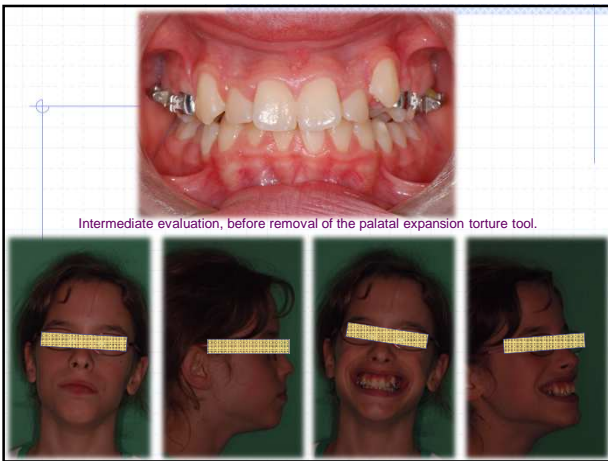 Intermediate evaluation, before removal of the palatal expansion torture tool.